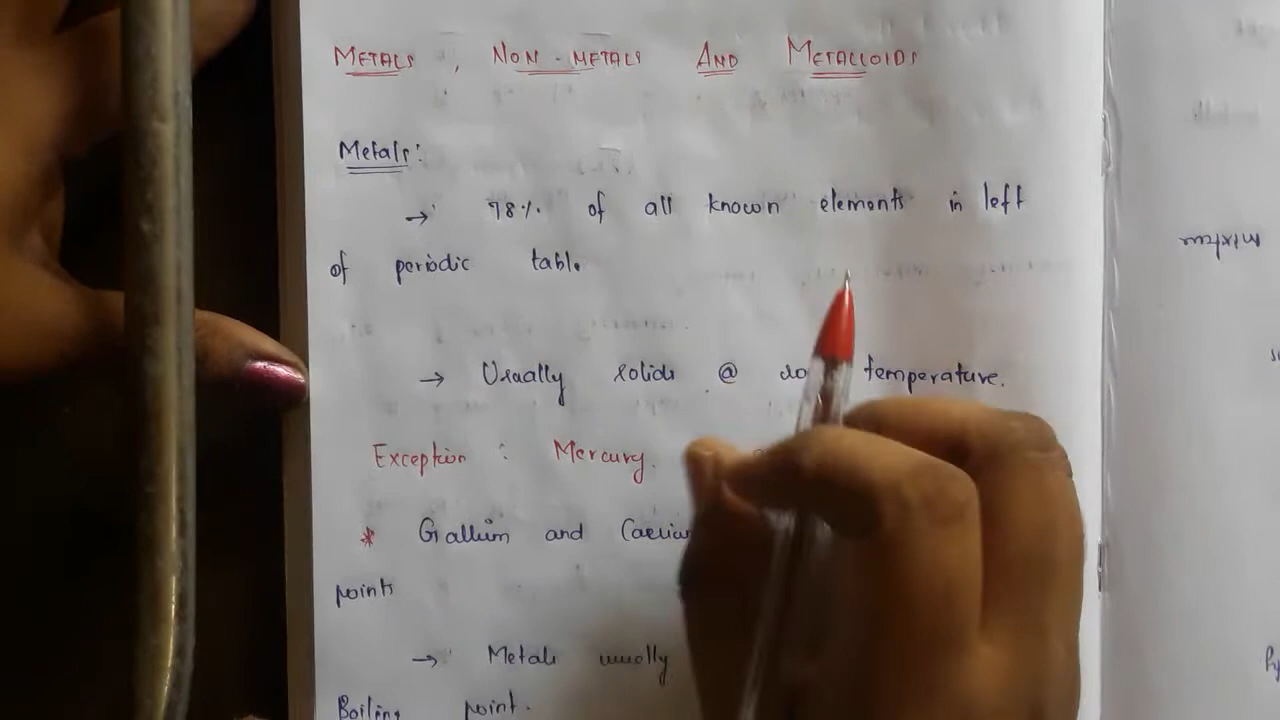 METALS, NON-METALS AND METALLOIDS
Metals:
→ 78% of all known elements in left
of periodic table
→ Usually solids @ temperature.
Exception : Mercury.
* Gallium and
points
→ Metals usually
Boiling point.
mixtur